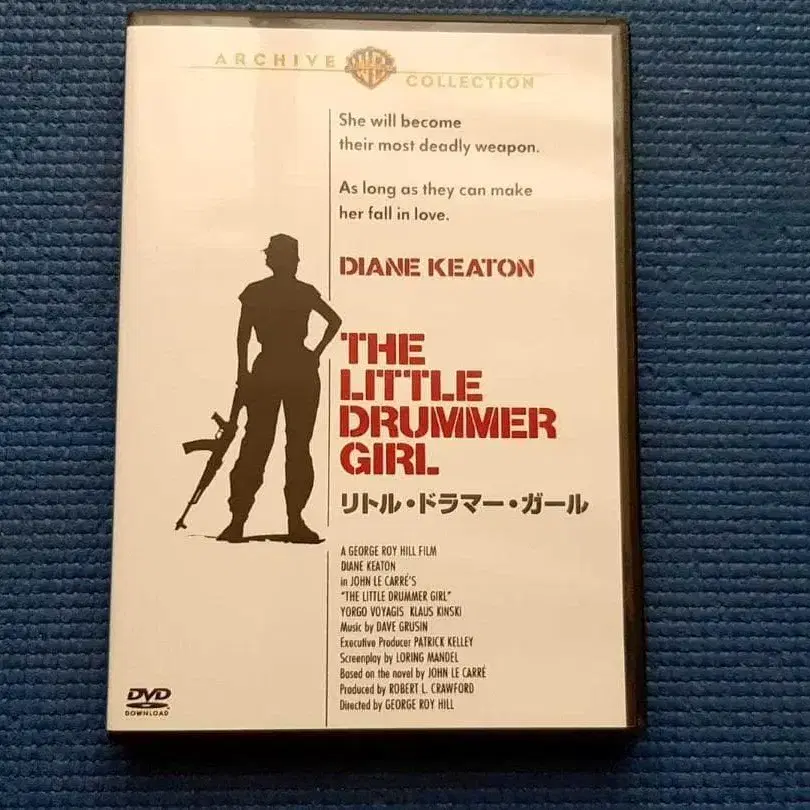 ARCHIVE WB COLLECTION
She will become
their most deadly weapon.
As long as they can make
her fall in love.
DIANE KEATON
THE
LITTLE
DRUMMER
GIRL
リトル・ドラマー・ガール
A GEORGE ROY HILL FILM
DIANE KEATON
in JOHN LE CARRÉ'S
"THE LITTLE DRUMMER GIRL"
YORGO VOYAGIS KLAUS KINSKI
Music by DAVE GRUSIN
Executive Producer PATRICK KELLEY
Screenplay by LORING MANDEL
Based on the novel by JOHN LE CARRÉ
Produced by ROBERT L. CRAWFORD
Directed by GEORGE ROY HILL
DVD
DOWNLOAD